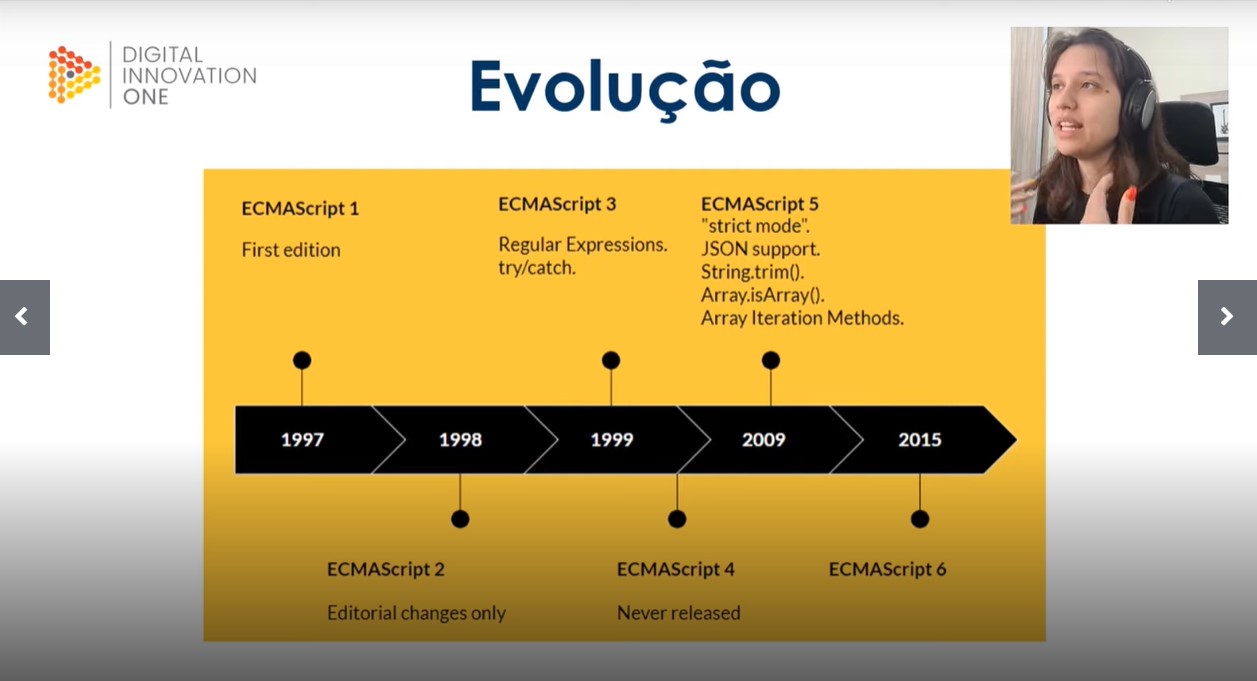 DIGITAL
INNOVATION
ONE
Evolução
ECMAScript 1
First edition
ECMAScript 3
Regular Expressions.
try/catch.
ECMAScript 5
"strict mode".
JSON support.
String.trim().
Array.isArray().
Array Iteration Methods.
1997
1998
1999
2009
2015
ECMAScript 2
Editorial changes only
ECMAScript 4
Never released
ECMAScript 6